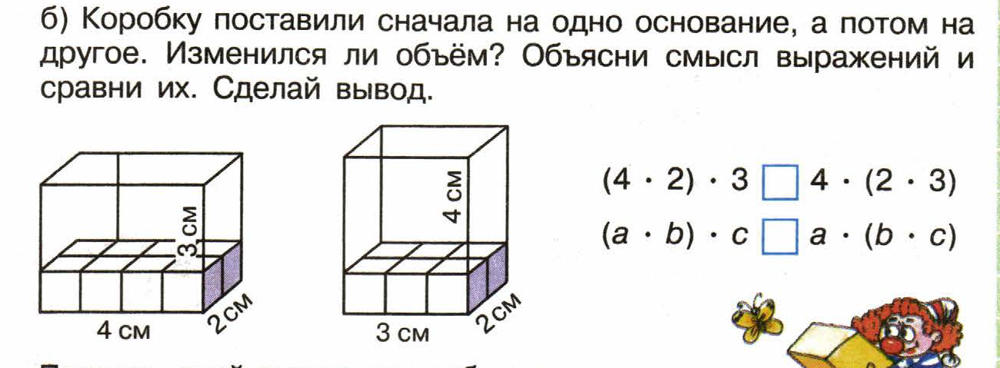 б) Коробку поставили сначала на одно основание, а потом на
другое. Изменился ли объём? Объясни смысл выражений и
сравни их. Сделай вывод.
3 см
4 см
2 см
4 см
3 см
2 см
(4 · 2) · 3 □ 4 · (2 · 3)
(a · b) · c □ a · (b · c)